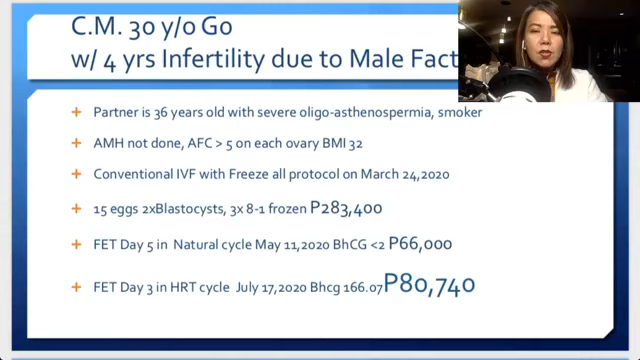 C.M. 30 y/o Go
w/ 4 yrs Infertility due to Male Fact
Partner is 36 years old with severe oligo-asthenospermia, smoker
AMH not done, AFC > 5 on each ovary BMI 32
Conventional IVF with Freeze all protocol on March 24,2020
15 eggs 2xBlastocysts, 3x 8-1 frozen P283,400
FET Day 5 in Natural cycle May 11,2020 BhCG <2 P66,000
FET Day 3 in HRT cycle July 17,2020 Bhcg 166.07 P80,740